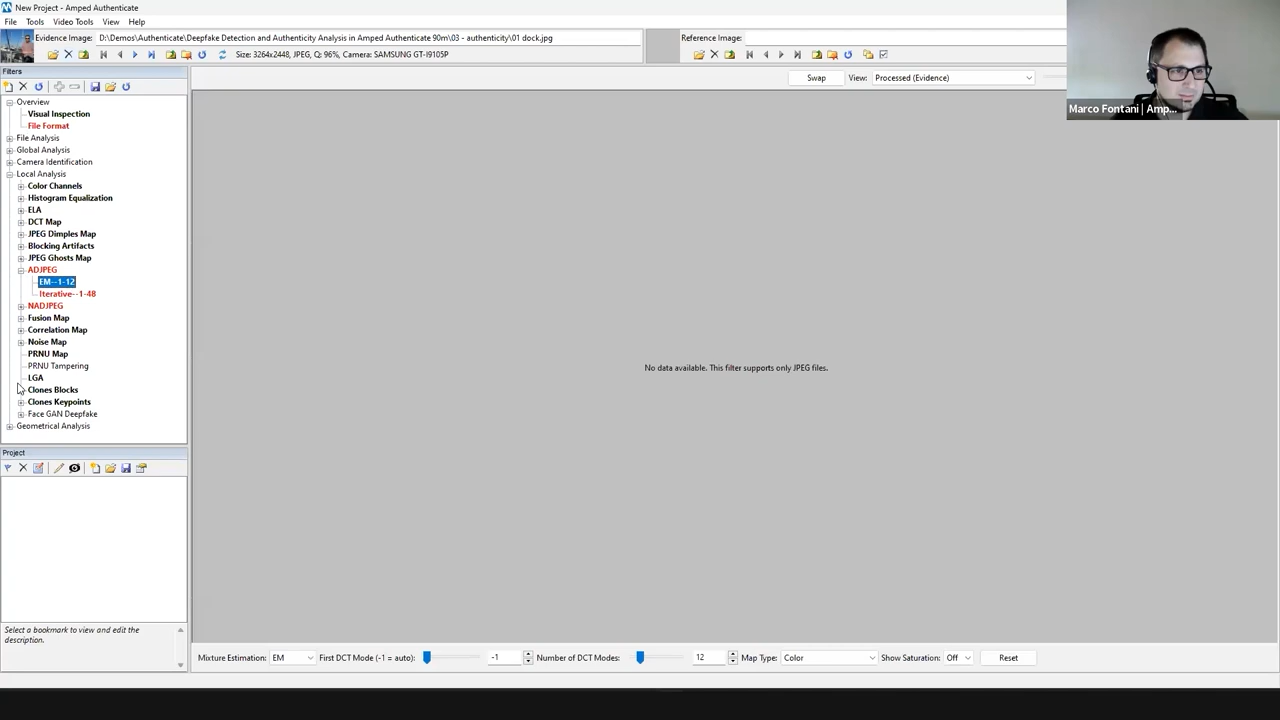 New Project - Amped Authenticate
File Tools Video Tools View Help
Evidence Image: D:\Demos\Authenticate\Deepfake Detection and Authenticity Analysis in Amped Authenticate 90m\03 - authenticity\01 dock.jpg
Reference Image:
Size: 3264x2448, JPEG, Q: 96%, Camera: SAMSUNG GT-I9105P
Filters
Swap View: Processed (Evidence)
Overview
Visual Inspection
File Format
File Analysis
Global Analysis
Camera Identification
Local Analysis
Color Channels
Histogram Equalization
ELA
DCT Map
JPEG Dimples Map
Blocking Artifacts
JPEG Ghosts Map
ADJPEG
EM--1-12
Iterative--1-48
NADJPEG
Fusion Map
Correlation Map
Noise Map
PRNU Map
PRNU Tampering
LGA
Clones Blocks
Clones Keypoints
Face GAN Deepfake
Geometrical Analysis
No data available. This filter supports only JPEG files.
Marco Fontani | Amp...
Project
Select a bookmark to view and edit the
description.
Mixture Estimation: EM First DCT Mode (-1 = auto): -1 Number of DCT Modes: 12 Map Type: Color Show Saturation: Off Reset